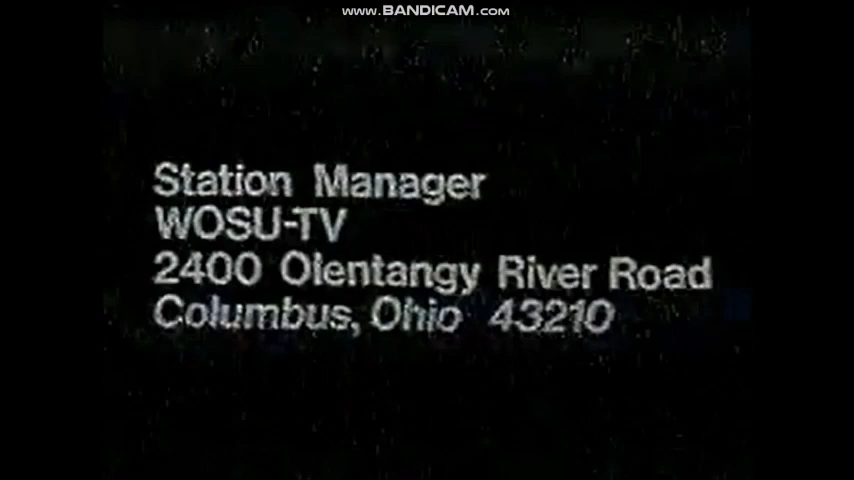 www.BANDICAM.com
Station Manager
WOSU-TV
2400 Olentangy River Road
Columbus, Ohio 43210